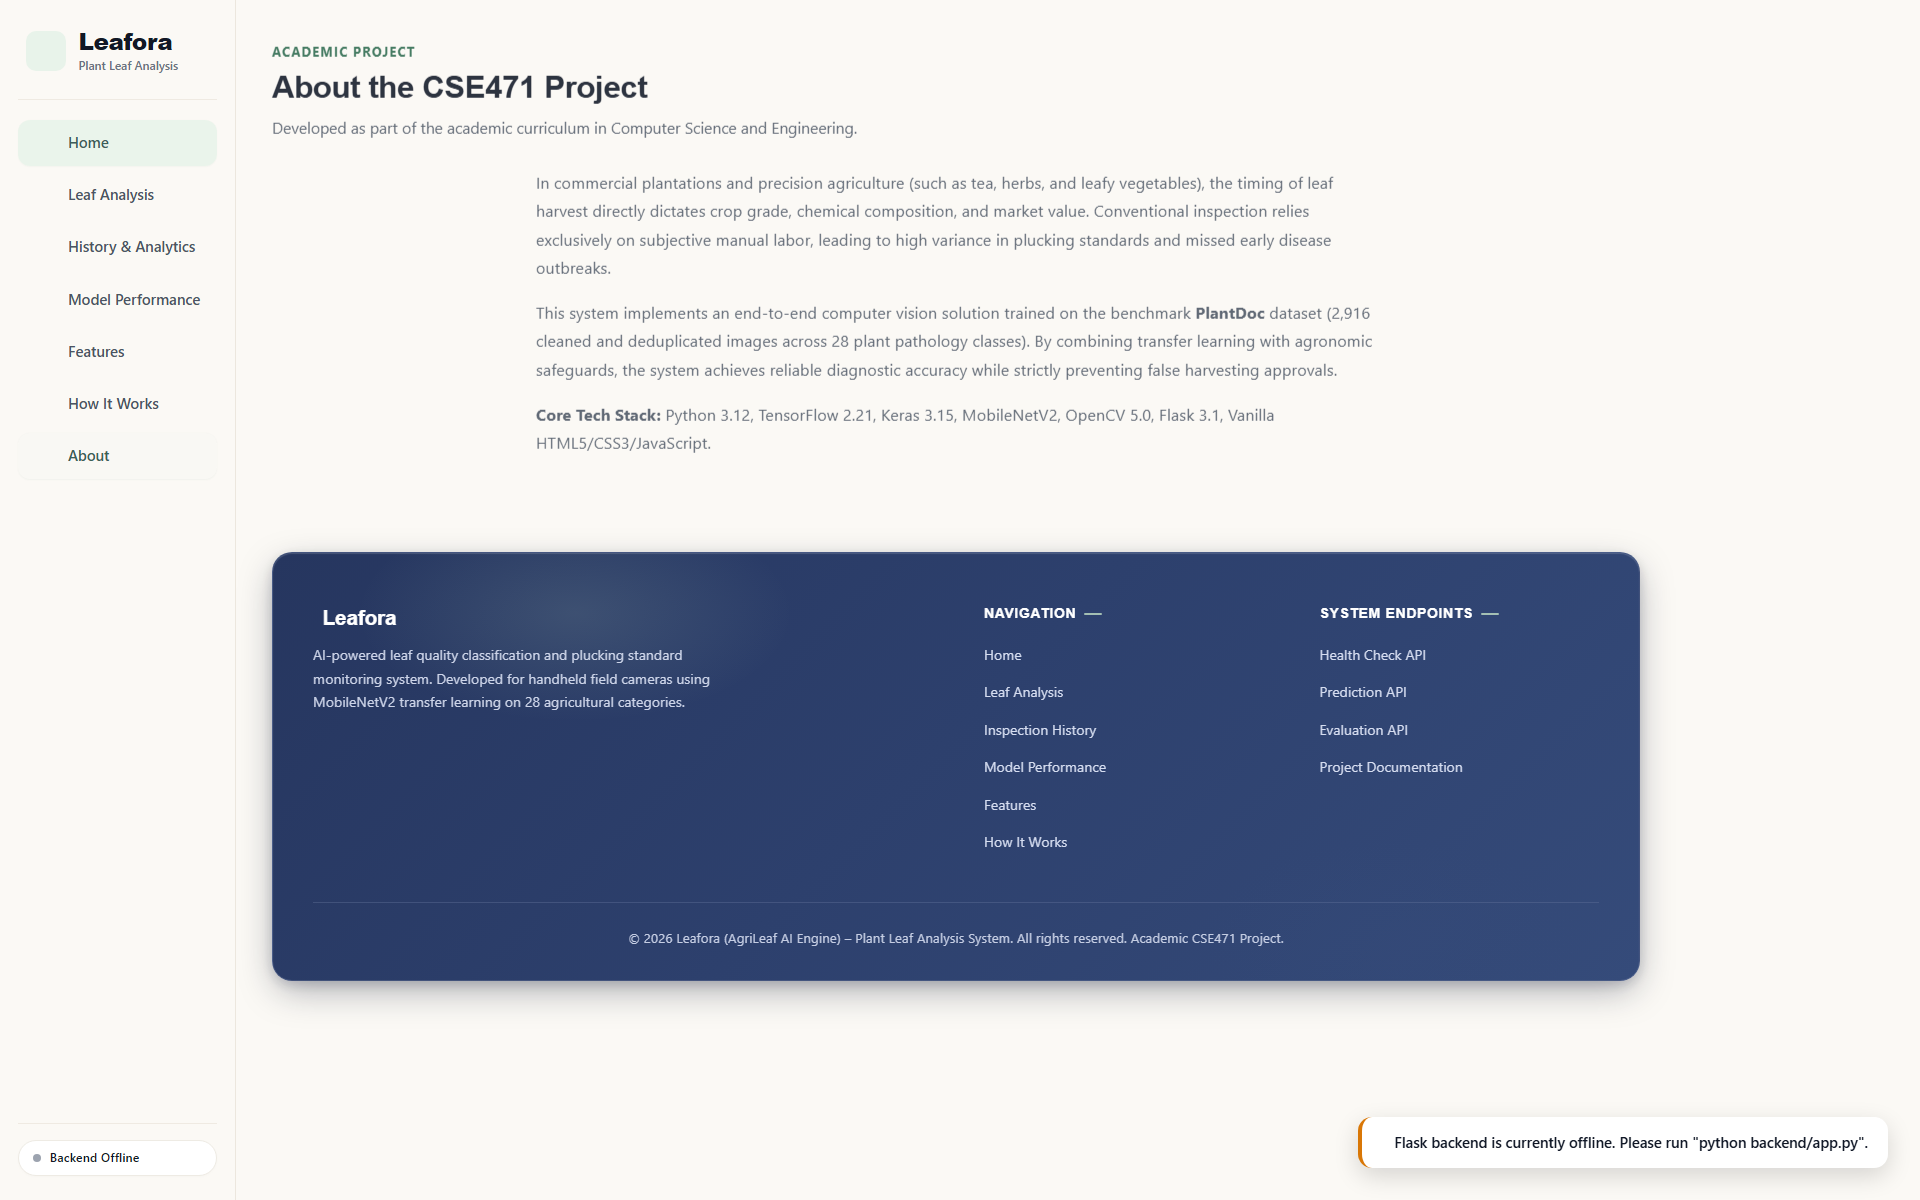 Leafora
Plant Leaf Analysis
Home
Leaf Analysis
History & Analytics
Model Performance
Features
How It Works
About
Backend Offline
ACADEMIC PROJECT
About the CSE471 Project
Developed as part of the academic curriculum in Computer Science and Engineering.
In commercial plantations and precision agriculture (such as tea, herbs, and leafy vegetables), the timing of leaf
harvest directly dictates crop grade, chemical composition, and market value. Conventional inspection relies
exclusively on subjective manual labor, leading to high variance in plucking standards and missed early disease
outbreaks.
This system implements an end-to-end computer vision solution trained on the benchmark PlantDoc dataset (2,916
cleaned and deduplicated images across 28 plant pathology classes). By combining transfer learning with agronomic
safeguards, the system achieves reliable diagnostic accuracy while strictly preventing false harvesting approvals.
Core Tech Stack: Python 3.12, TensorFlow 2.21, Keras 3.15, MobileNetV2, OpenCV 5.0, Flask 3.1, Vanilla
HTML5/CSS3/JavaScript.
Leafora
AI-powered leaf quality classification and plucking standard
monitoring system. Developed for handheld field cameras using
MobileNetV2 transfer learning on 28 agricultural categories.
NAVIGATION
Home
Leaf Analysis
Inspection History
Model Performance
Features
How It Works
SYSTEM ENDPOINTS
Health Check API
Prediction API
Evaluation API
Project Documentation
© 2026 Leafora (AgriLeaf AI Engine) – Plant Leaf Analysis System. All rights reserved. Academic CSE471 Project.
Flask backend is currently offline. Please run "python backend/app.py".